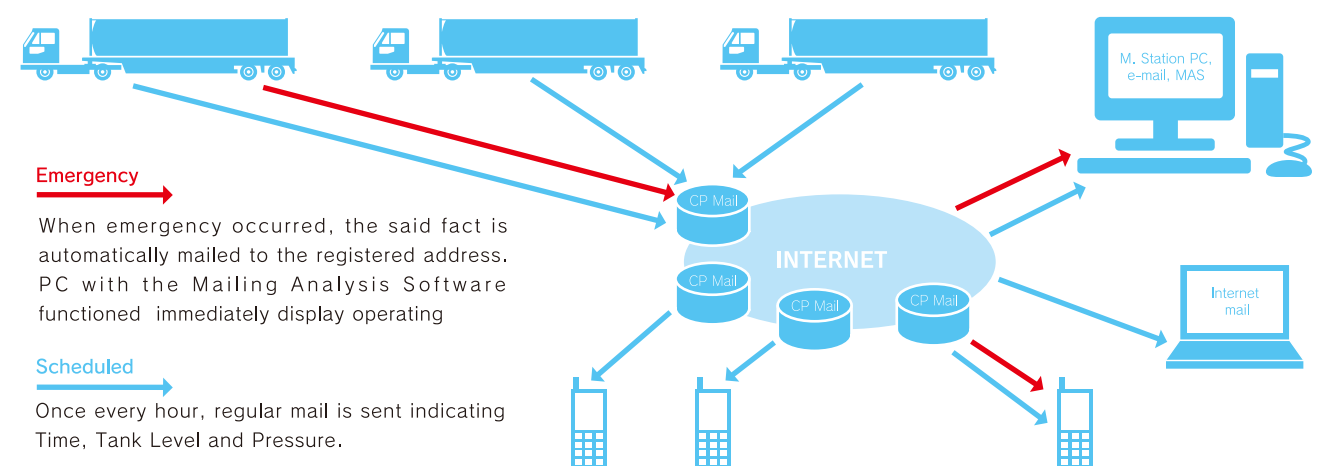 M. Station PC,
e-mail, MAS
Emergency
When emergency occurred, the said fact is
automatically mailed to the registered address.
PC with the Mailing Analysis Software
functioned immediately display operating
Scheduled
Once every hour, regular mail is sent indicating
Time, Tank Level and Pressure.
CP Mail
INTERNET
CP Mail
CP Mail
CP Mail
Internet
mail